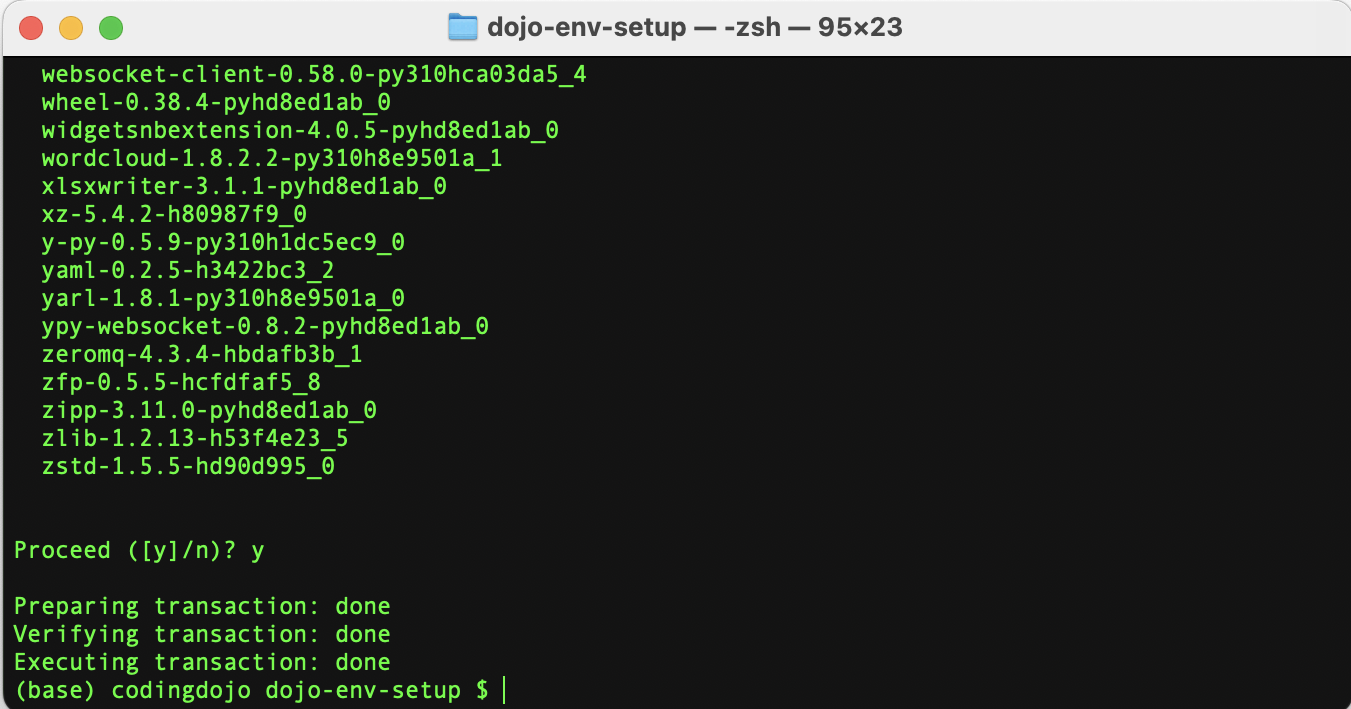 dojo-env-setup — -zsh — 95×23
websocket-client-0.58.0-py310hca03da5_4
wheel-0.38.4-pyhd8ed1ab_0
widgetsnbextension-4.0.5-pyhd8ed1ab_0
wordcloud-1.8.2.2-py310h8e9501a_1
xlsxwriter-3.1.1-pyhd8ed1ab_0
xz-5.4.2-h80987f9_0
y-py-0.5.9-py310h1dc5ec9_0
yaml-0.2.5-h3422bc3_2
yarl-1.8.1-py310h8e9501a_0
ypy-websocket-0.8.2-pyhd8ed1ab_0
zeromq-4.3.4-hbdafb3b_1
zfp-0.5.5-hcfdfaf5_8
zipp-3.11.0-pyhd8ed1ab_0
zlib-1.2.13-h53f4e23_5
zstd-1.5.5-hd90d995_0
Proceed ([y]/n)? y
Preparing transaction: done
Verifying transaction: done
Executing transaction: done
(base) codingdojo dojo-env-setup $